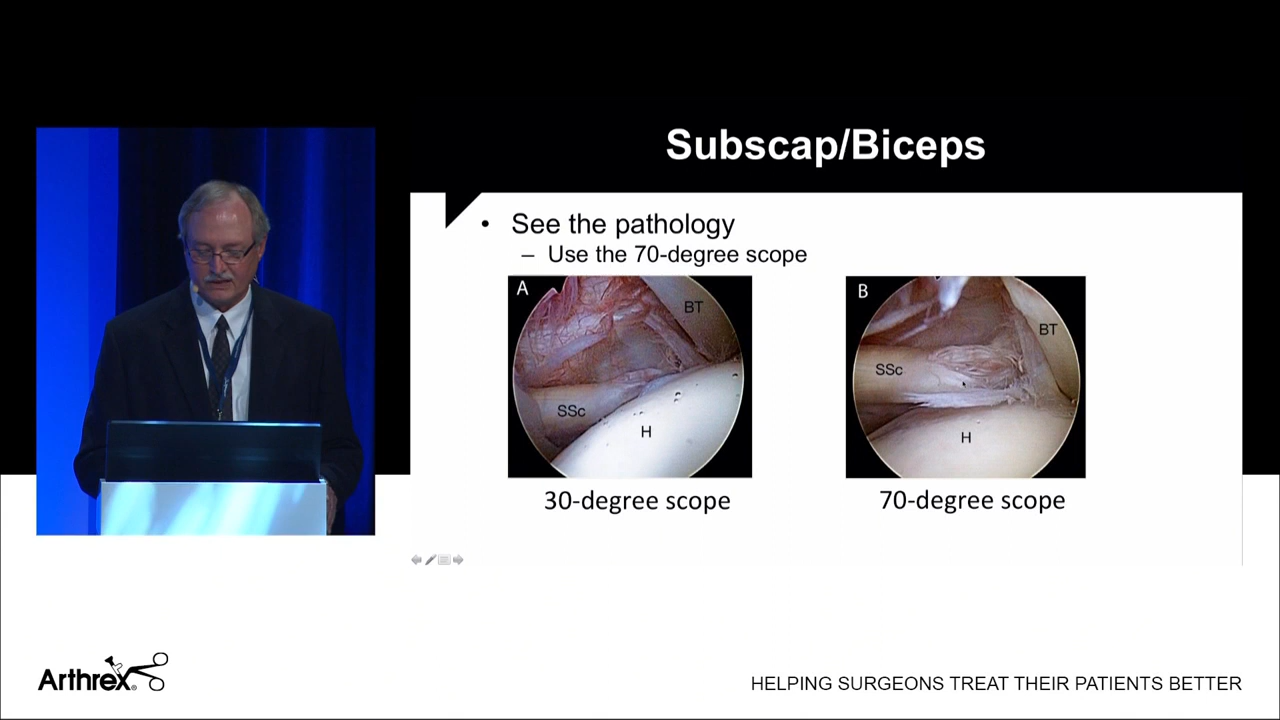 Subscap/Biceps
• See the pathology
– Use the 70-degree scope
A
BT
SSc
H
B
BT
SSc
H
30-degree scope
70-degree scope
Arthrex®
HELPING SURGEONS TREAT THEIR PATIENTS BETTER